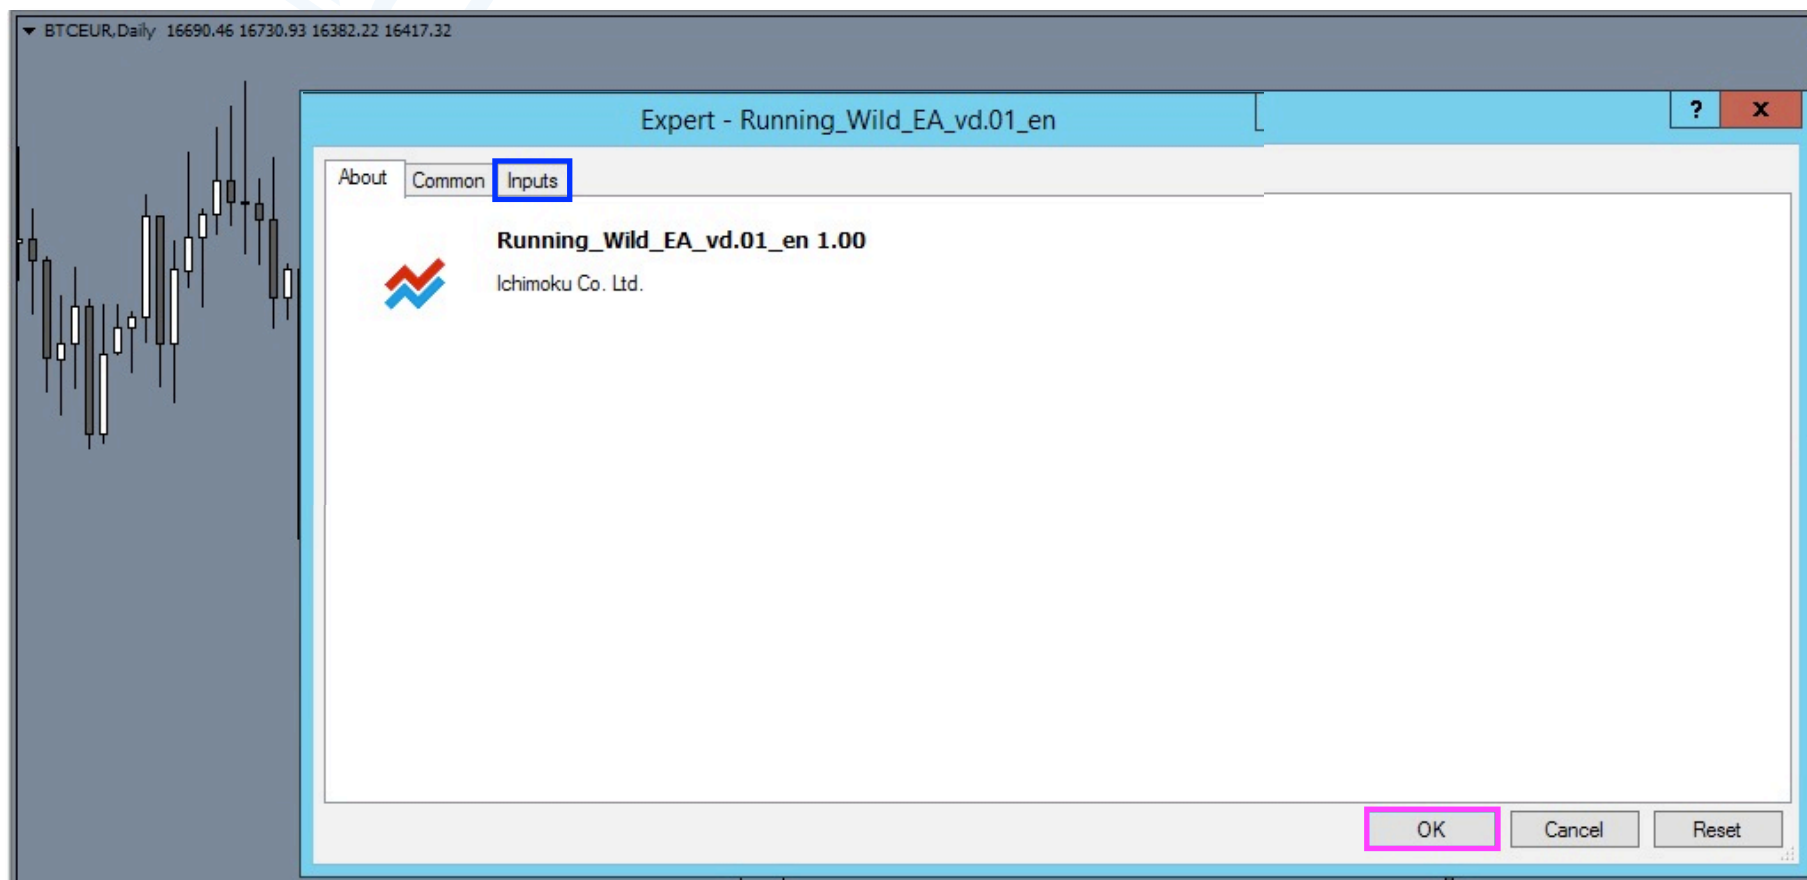 BTCEUR,Daily 16690.46 16730.93 16382.22 16417.32
Expert - Running_Wild_EA_vd.01_en
? x
About Common Inputs
Running_Wild_EA_vd.01_en 1.00
Ichimoku Co. Ltd.
OK Cancel Reset